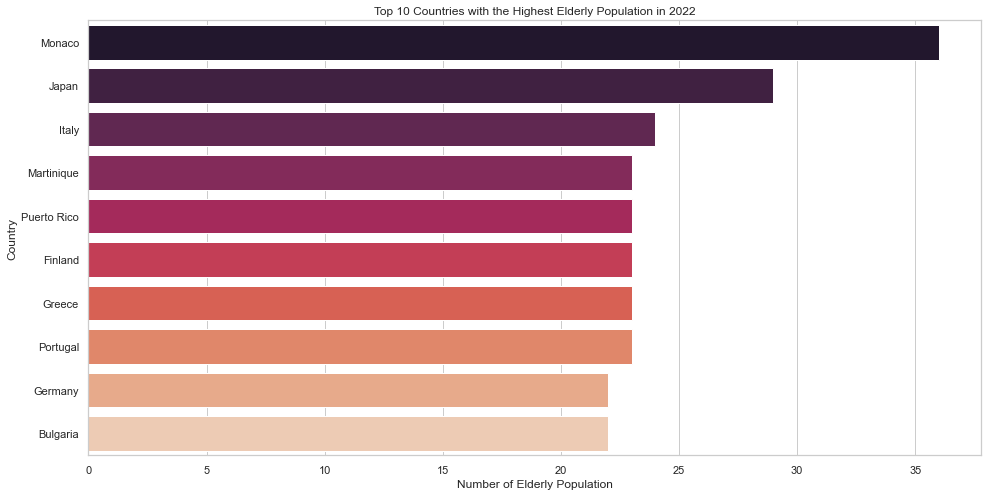 Top 10 Countries with the Highest Elderly Population in 2022
Monaco
Japan
Italy
Martinique
Puerto Rico
Finland
Greece
Portugal
Germany
Bulgaria
Country
0 5 10 15 20 25 30 35
Number of Elderly Population